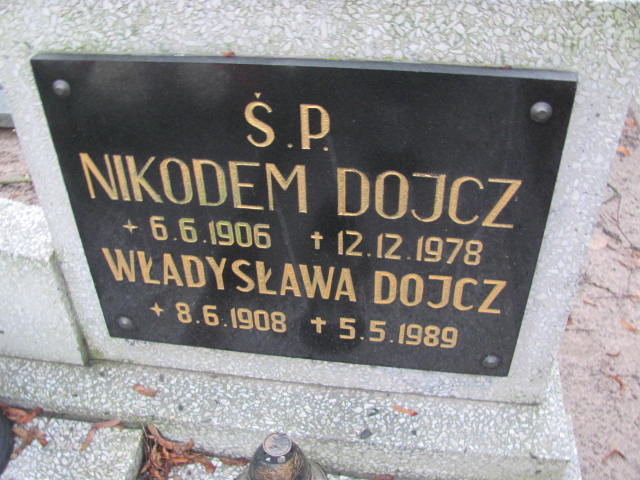 Ś.P.
NIKODEM DOJCZ
+ 6.6.1906 † 12.12.1978
WŁADYSŁAWA DOJCZ
+ 8.6.1908 † 5.5.1989